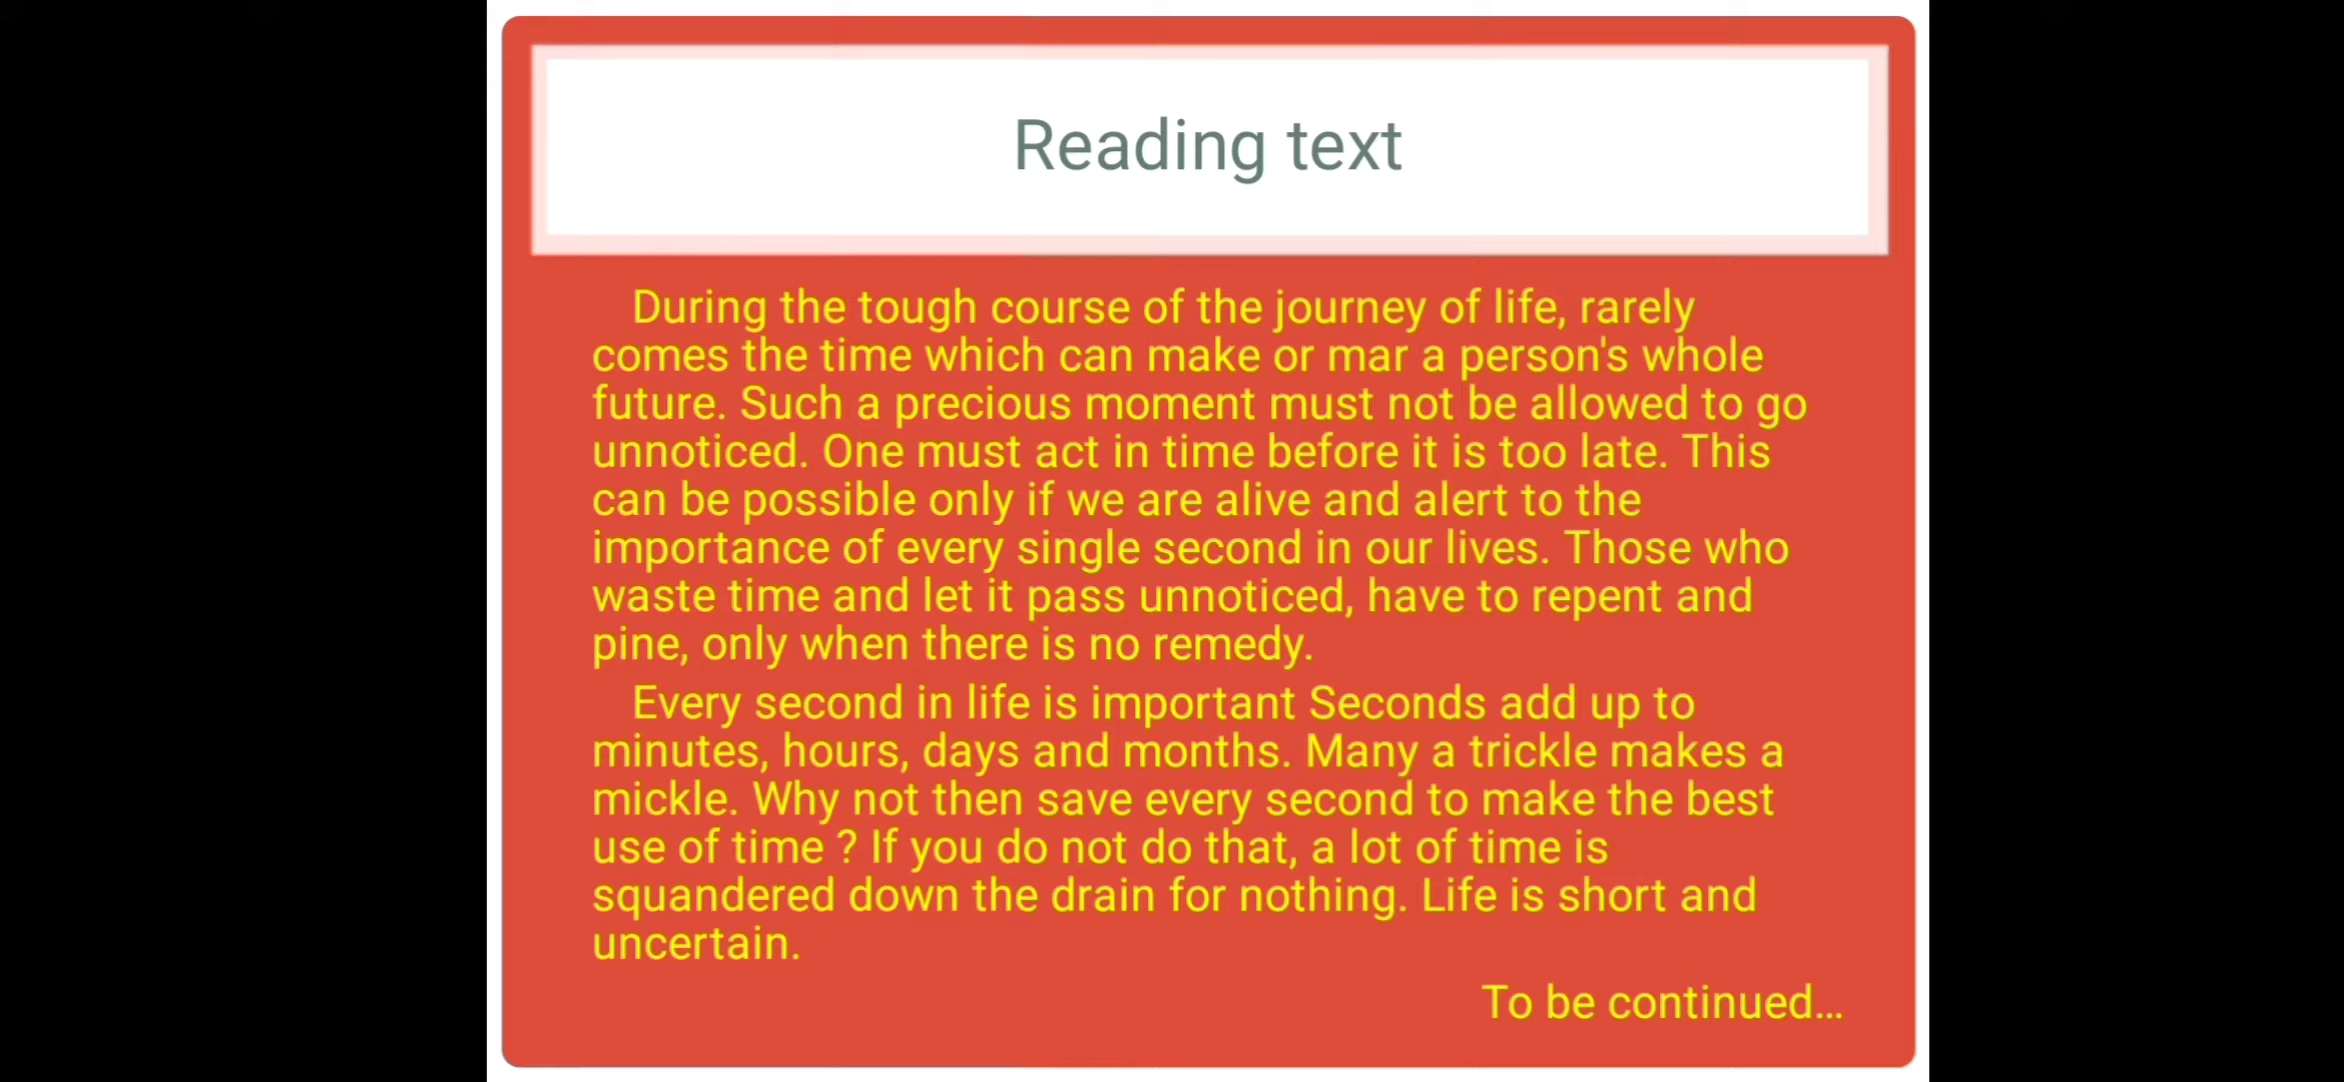 Reading text
During the tough course of the journey of life, rarely
comes the time which can make or mar a person's whole
future. Such a precious moment must not be allowed to go
unnoticed. One must act in time before it is too late. This
can be possible only if we are alive and alert to the
importance of every single second in our lives. Those who
waste time and let it pass unnoticed, have to repent and
pine, only when there is no remedy.
Every second in life is important Seconds add up to
minutes, hours, days and months. Many a trickle makes a
mickle. Why not then save every second to make the best
use of time ? If you do not do that, a lot of time is
squandered down the drain for nothing. Life is short and
uncertain.
To be continued...